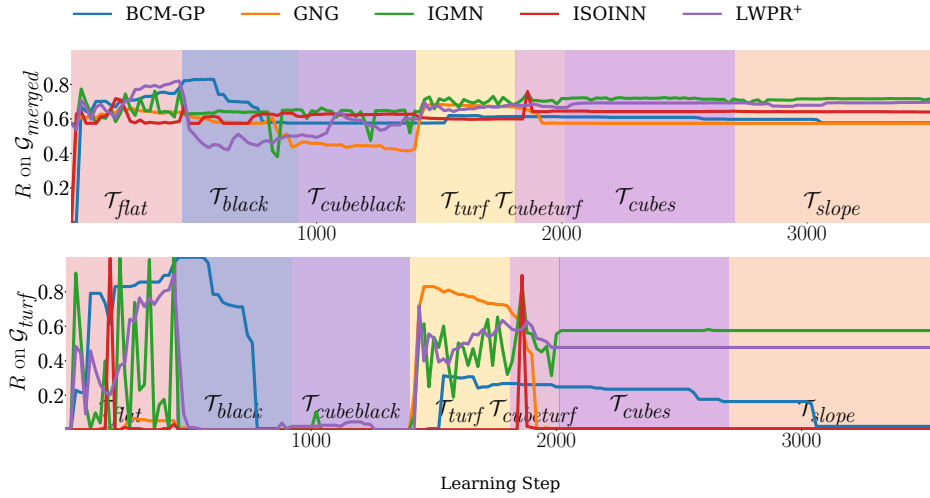 BCM-GP GNG IGMN ISOINN LWPR⁺
R on 𝒢merged
0.8
0.6
0.4
0.2
𝒯flat 𝒯black 𝒯cubeblack 𝒯turf 𝒯cubeturf 𝒯cubes 𝒯slope
1000 2000 3000
R on 𝒢turf
0.8
0.6
0.4
0.2
𝒯flat 𝒯black 𝒯cubeblack 𝒯turf 𝒯cubeturf 𝒯cubes 𝒯slope
1000 2000 3000
Learning Step